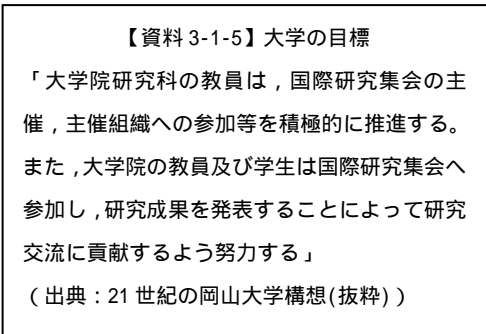 【資料 3-1-5】大学の目標
「大学院研究科の教員は，国際研究集会の主
催，主催組織への参加等を積極的に推進する。
また，大学院の教員及び学生は国際研究集会へ
参加し，研究成果を発表することによって研究
交流に貢献するよう努力する」
（出典：21 世紀の岡山大学構想(抜粋)）